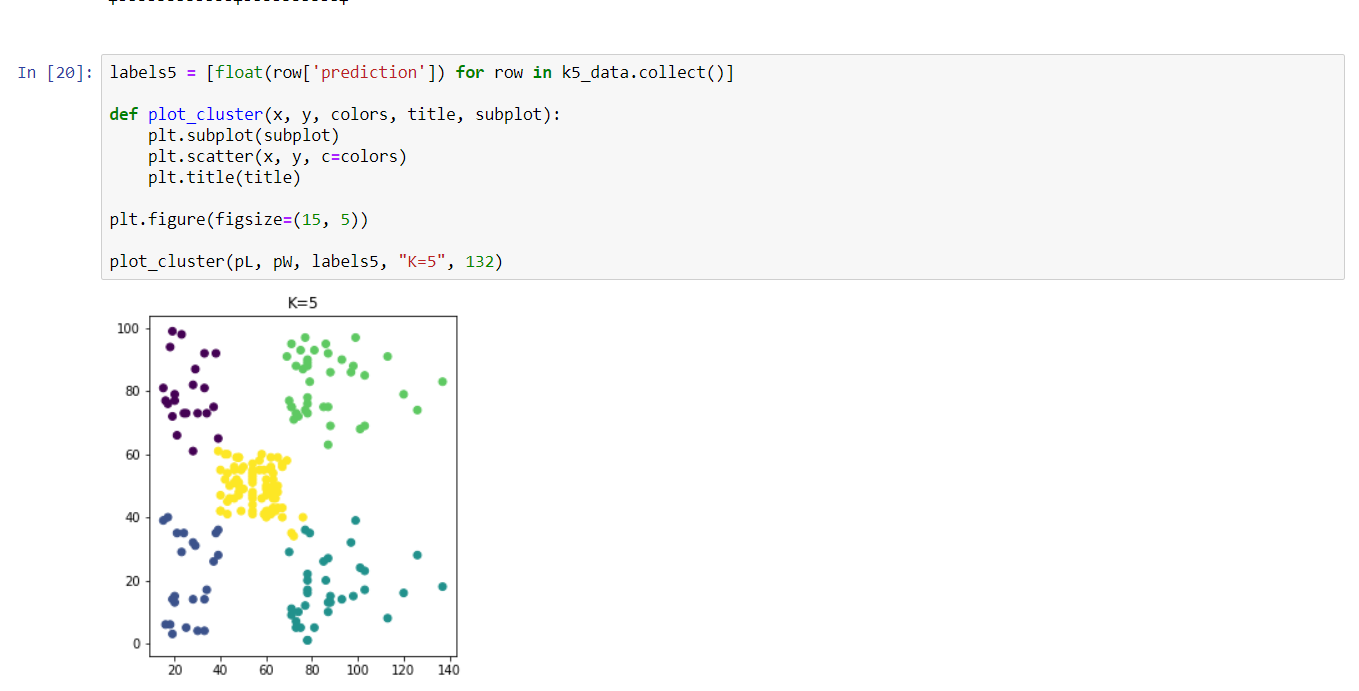 In [20]: labels5 = [float(row['prediction']) for row in k5_data.collect()]
def plot_cluster(x, y, colors, title, subplot):
    plt.subplot(subplot)
    plt.scatter(x, y, c=colors)
    plt.title(title)
plt.figure(figsize=(15, 5))
plot_cluster(pL, pW, labels5, "K=5", 132)
K=5
100
80
60
40
20
0
20 40 60 80 100 120 140